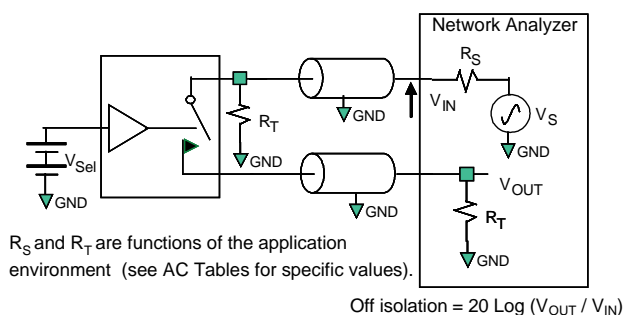 Network Analyzer
R_S
V_IN
V_S
GND
R_T
GND
GND
V_Sel
GND
GND
V_OUT
R_T
GND
R_S and R_T are functions of the application
environment (see AC Tables for specific values).
Off isolation = 20 Log (V_OUT / V_IN)